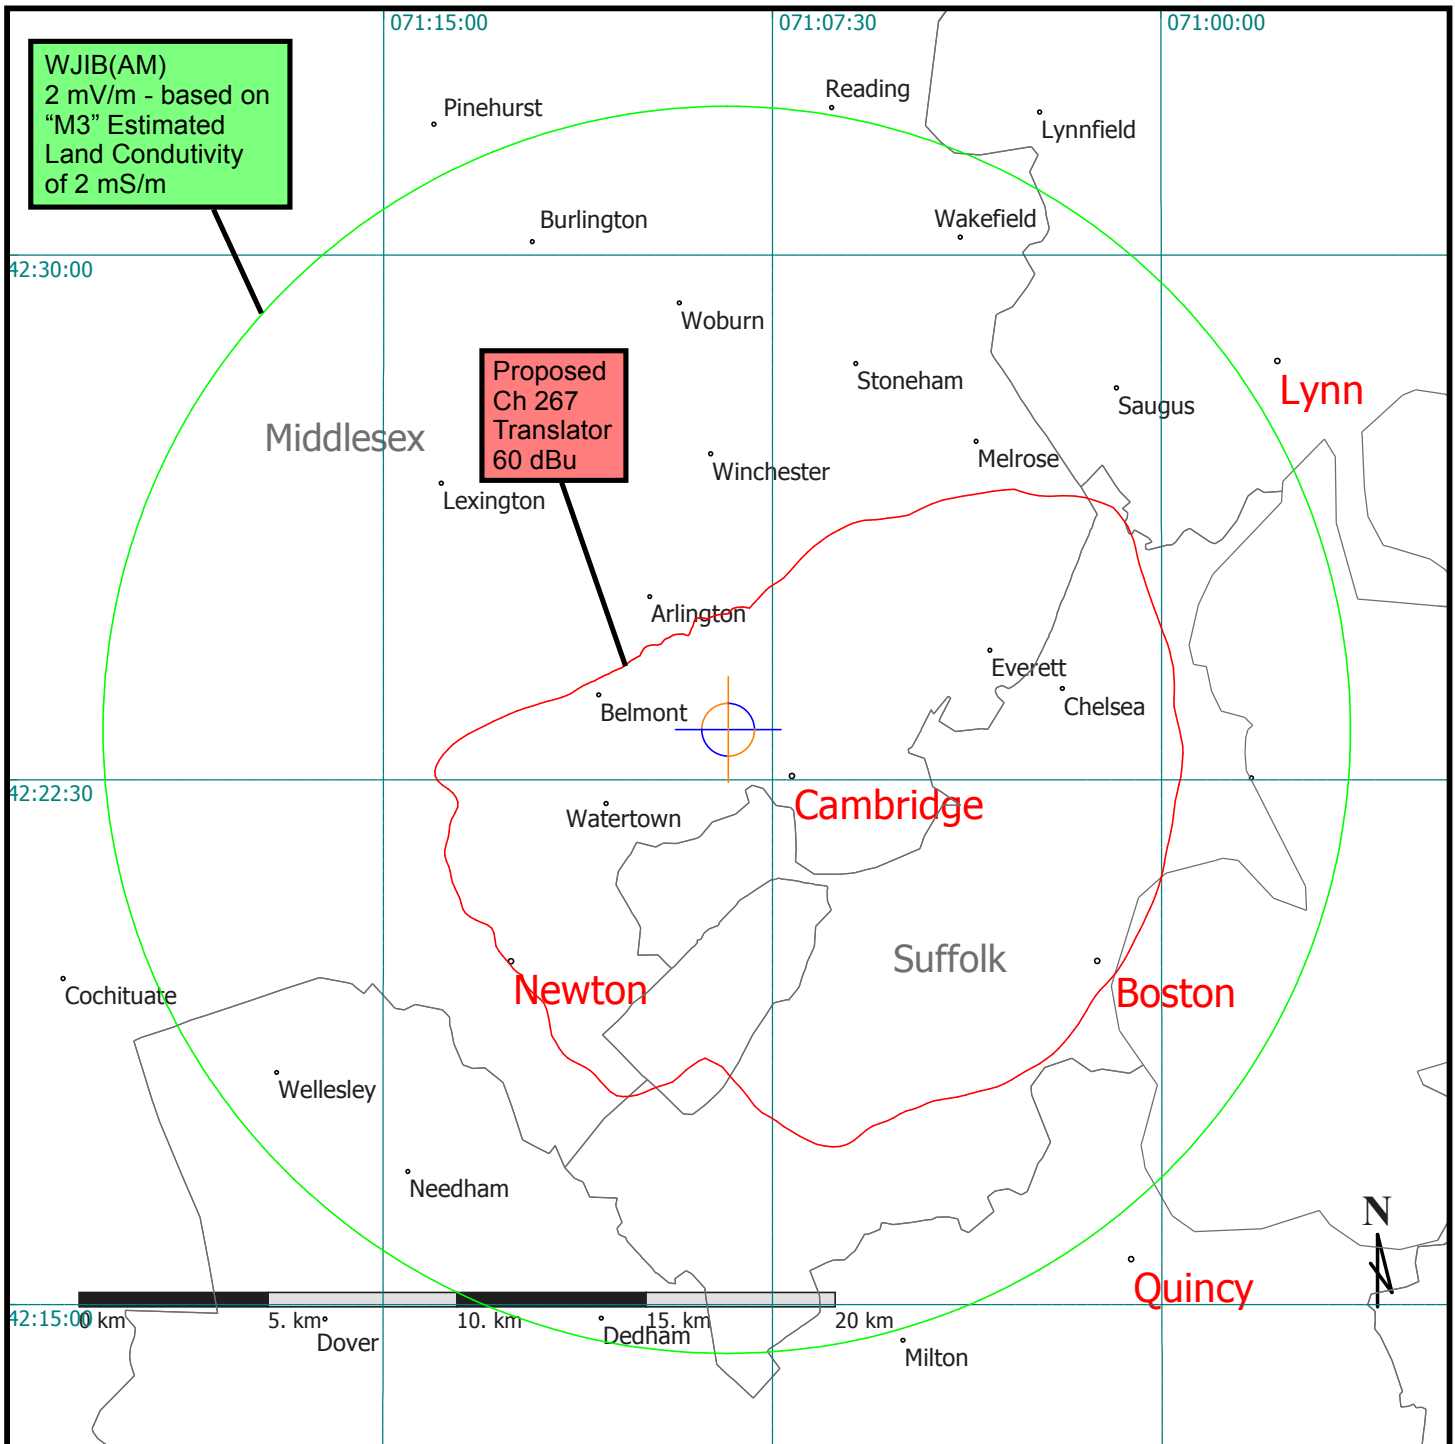 071:15:00
071:07:30
071:00:00
WJIB(AM)
2 mV/m - based on
“M3” Estimated
Land Condutivity
of 2 mS/m
Pinehurst
Reading
Lynnfield
Burlington
Wakefield
42:30:00
Woburn
Proposed
Ch 267
Translator
60 dBu
Stoneham
Lynn
Saugus
Middlesex
Melrose
Winchester
Lexington
Arlington
Everett
Belmont
Chelsea
42:22:30
Cambridge
Watertown
Suffolk
Newton
Boston
Cochituate
Wellesley
Needham
N
Quincy
42:15:00
0 km
5. km
10. km
15. km
20 km
Dover
Dedham
Milton